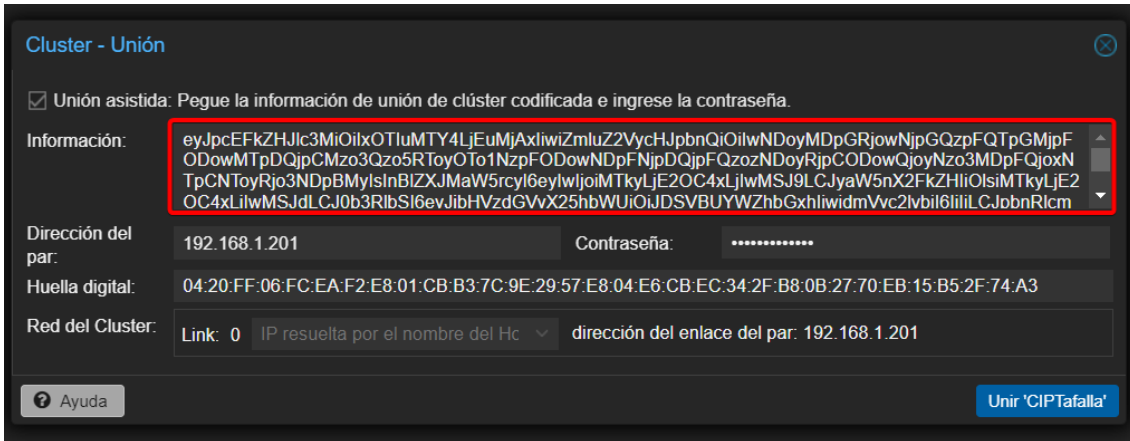 Cluster - Unión
Unión asistida: Pegue la información de unión de clúster codificada e ingrese la contraseña.
Información:
eyJpcEFkZHJlc3MiOiIxOTIuMTY4LjEuMjAxIiwiZmluZ2VycHJpbnQiOiIwNDoyMDpGRjowNjpGQzpFQTpGMjpF
ODowMTpDQjpCMzo3Qzo5RToyOTo1NzpFODowNDpFNjpDQjpFQzozNDoyRjpCODowQjoyNzo3MDpFQjoxN
TpCNToyRjo3NDpBMyIsInBlZXJMaW5rcyI6eyIwIjoiMTkyLjE2OC4xLjIwMSJ9LCJyaW5nX2FkZHIiOlsiMTkyLjE2
OC4xLjIwMSJdLCJ0b3RlbSI6eyJibHVzdGVyX25hbWUiOiJDSVBUYWZhbGxhIiwidmVyc2lvbiI6IjIiLCJpbnRlcm
Dirección del par:
192.168.1.201
Contraseña:
•••••••••••••
Huella digital:
04:20:FF:06:FC:EA:F2:E8:01:CB:B3:7C:9E:29:57:E8:04:E6:CB:EC:34:2F:B8:0B:27:70:EB:15:B5:2F:74:A3
Red del Cluster:
Link: 0
IP resuelta por el nombre del Hc
dirección del enlace del par: 192.168.1.201
Ayuda
Unir 'CIPTafalla'